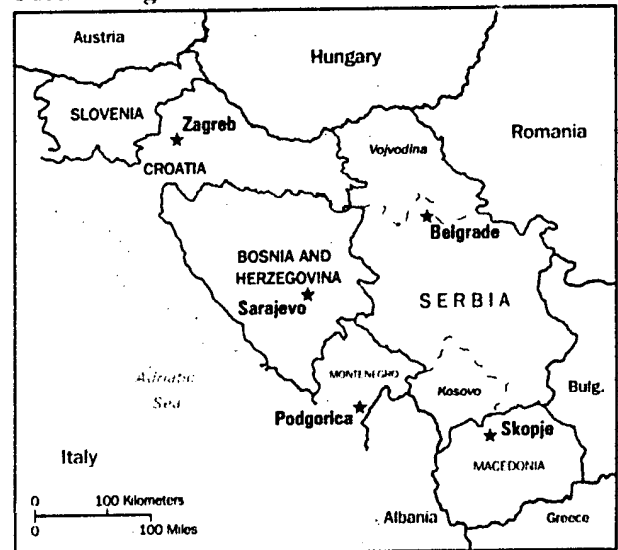 Austria
Hungary
SLOVENIA
Zagreb
Romania
Vojvodina
CROATIA
Belgrade
BOSNIA AND
HERZEGOVINA
SERBIA
Sarajevo
Adriatic
Sea
MONTENEGRO
Kosovo
Bulg.
Podgorica
Skopje
Italy
MACEDONIA
0 100 Kilometers
0 100 Miles
Albania
Greece